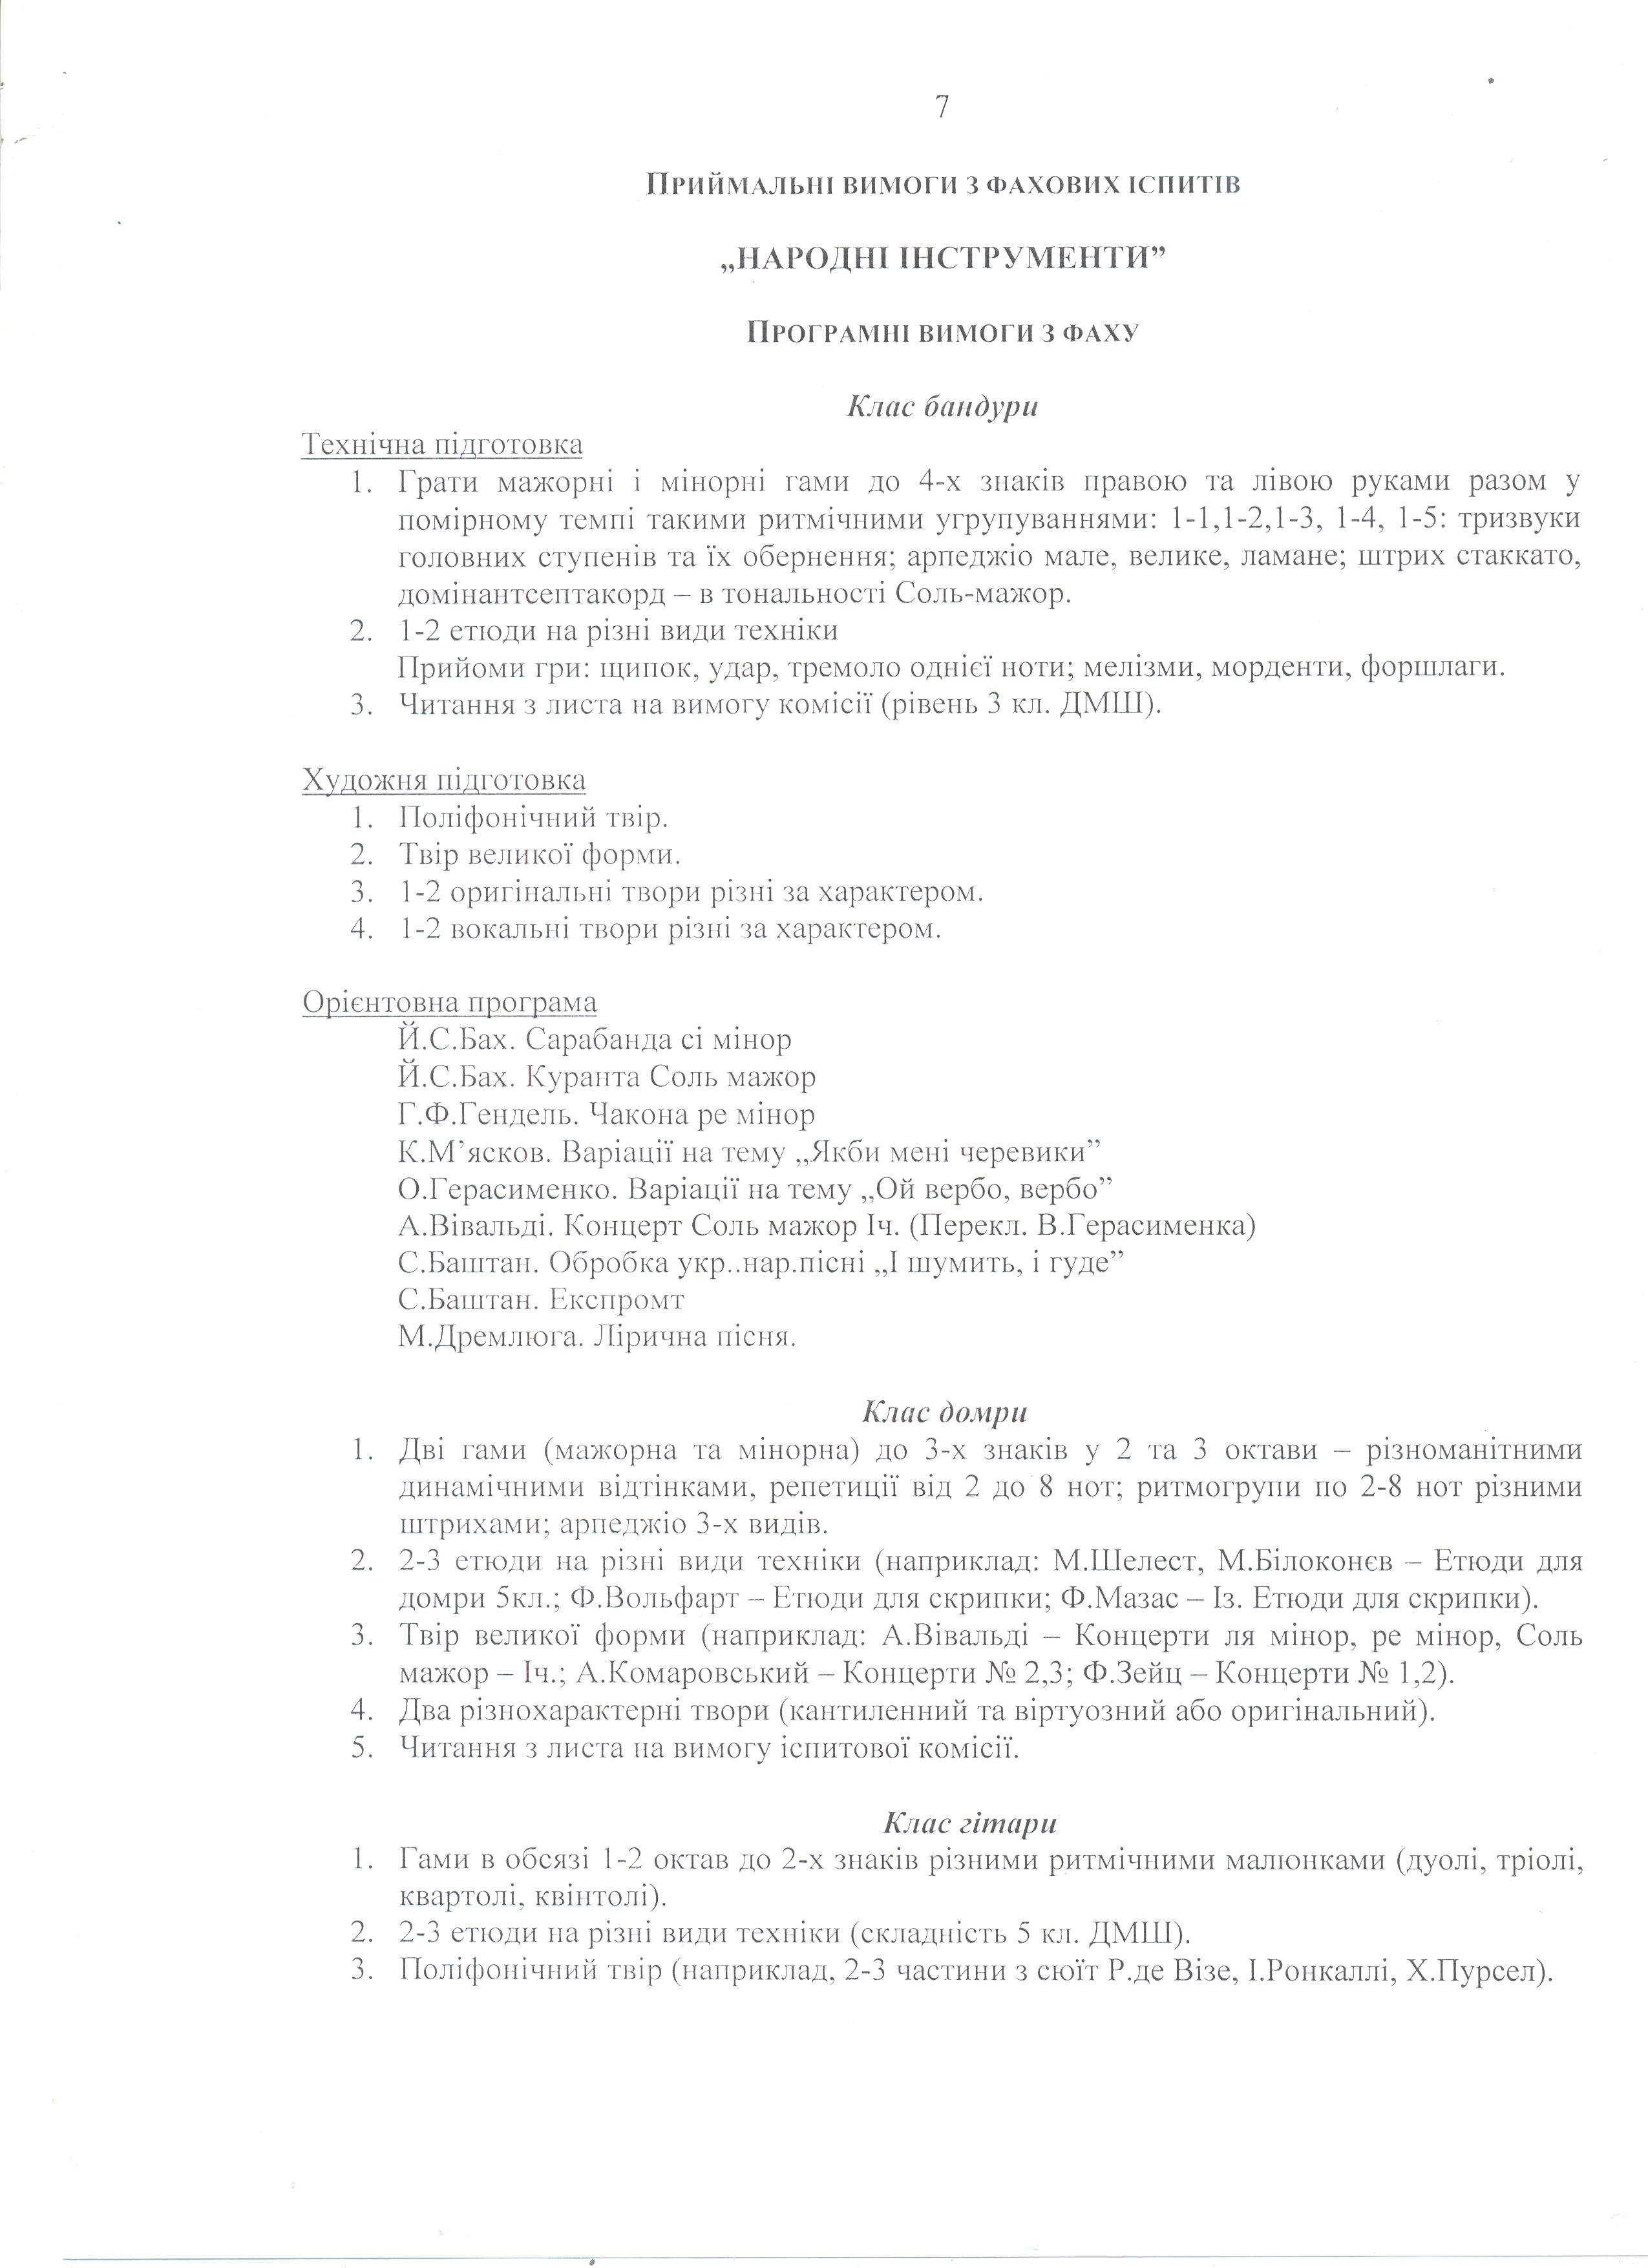 7
ПРИЙМАЛЬНІ ВИМОГИ З ФАХОВИХ ІСПИТІВ
„НАРОДНІ ІНСТРУМЕНТИ”
ПРОГРАМНІ ВИМОГИ З ФАХУ
Клас бандури
Технічна підготовка
1. Грати мажорні і мінорні гами до 4-х знаків правою та лівою руками разом у
помірному темпі такими ритмічними угрупуваннями: 1-1,1-2,1-3, 1-4, 1-5: тризвуки
головних ступенів та їх обернення; арпеджіо мале, велике, ламане; штрих стаккато,
домінантсептакорд – в тональності Соль-мажор.
2. 1-2 етюди на різні види техніки
Прийоми гри: щипок, удар, тремоло однієї ноти; мелізми, морденти, форшлаги.
3. Читання з листа на вимогу комісії (рівень 3 кл. ДМШ).
Художня підготовка
1. Поліфонічний твір.
2. Твір великої форми.
3. 1-2 оригінальні твори різні за характером.
4. 1-2 вокальні твори різні за характером.
Орієнтовна програма
Й.С.Бах. Сарабанда сі мінор
Й.С.Бах. Куранта Соль мажор
Г.Ф.Гендель. Чакона ре мінор
К.М’ясков. Варіації на тему „Якби мені черевики”
О.Герасименко. Варіації на тему „Ой вербо, вербо”
А.Вівальді. Концерт Соль мажор Іч. (Перекл. В.Герасименка)
С.Баштан. Обробка укр..нар.пісні „І шумить, і гуде”
С.Баштан. Експромт
М.Дремлюга. Лірична пісня.
Клас домри
1. Дві гами (мажорна та мінорна) до 3-х знаків у 2 та 3 октави – різноманітними
динамічними відтінками, репетиції від 2 до 8 нот; ритмогрупи по 2-8 нот різними
штрихами; арпеджіо 3-х видів.
2. 2-3 етюди на різні види техніки (наприклад: М.Шелест, М.Білоконєв – Етюди для
домри 5кл.; Ф.Вольфарт – Етюди для скрипки; Ф.Мазас – Із. Етюди для скрипки).
3. Твір великої форми (наприклад: А.Вівальді – Концерти ля мінор, ре мінор, Соль
мажор – Іч.; А.Комаровський – Концерти № 2,3; Ф.Зейц – Концерти № 1,2).
4. Два різнохарактерні твори (кантиленний та віртуозний або оригінальний).
5. Читання з листа на вимогу іспитової комісії.
Клас гітари
1. Гами в обсязі 1-2 октав до 2-х знаків різними ритмічними малюнками (дуолі, тріолі,
квартолі, квінтолі).
2. 2-3 етюди на різні види техніки (складність 5 кл. ДМШ).
3. Поліфонічний твір (наприклад, 2-3 частини з сюїт Р.де Візе, І.Ронкаллі, Х.Пурсел).